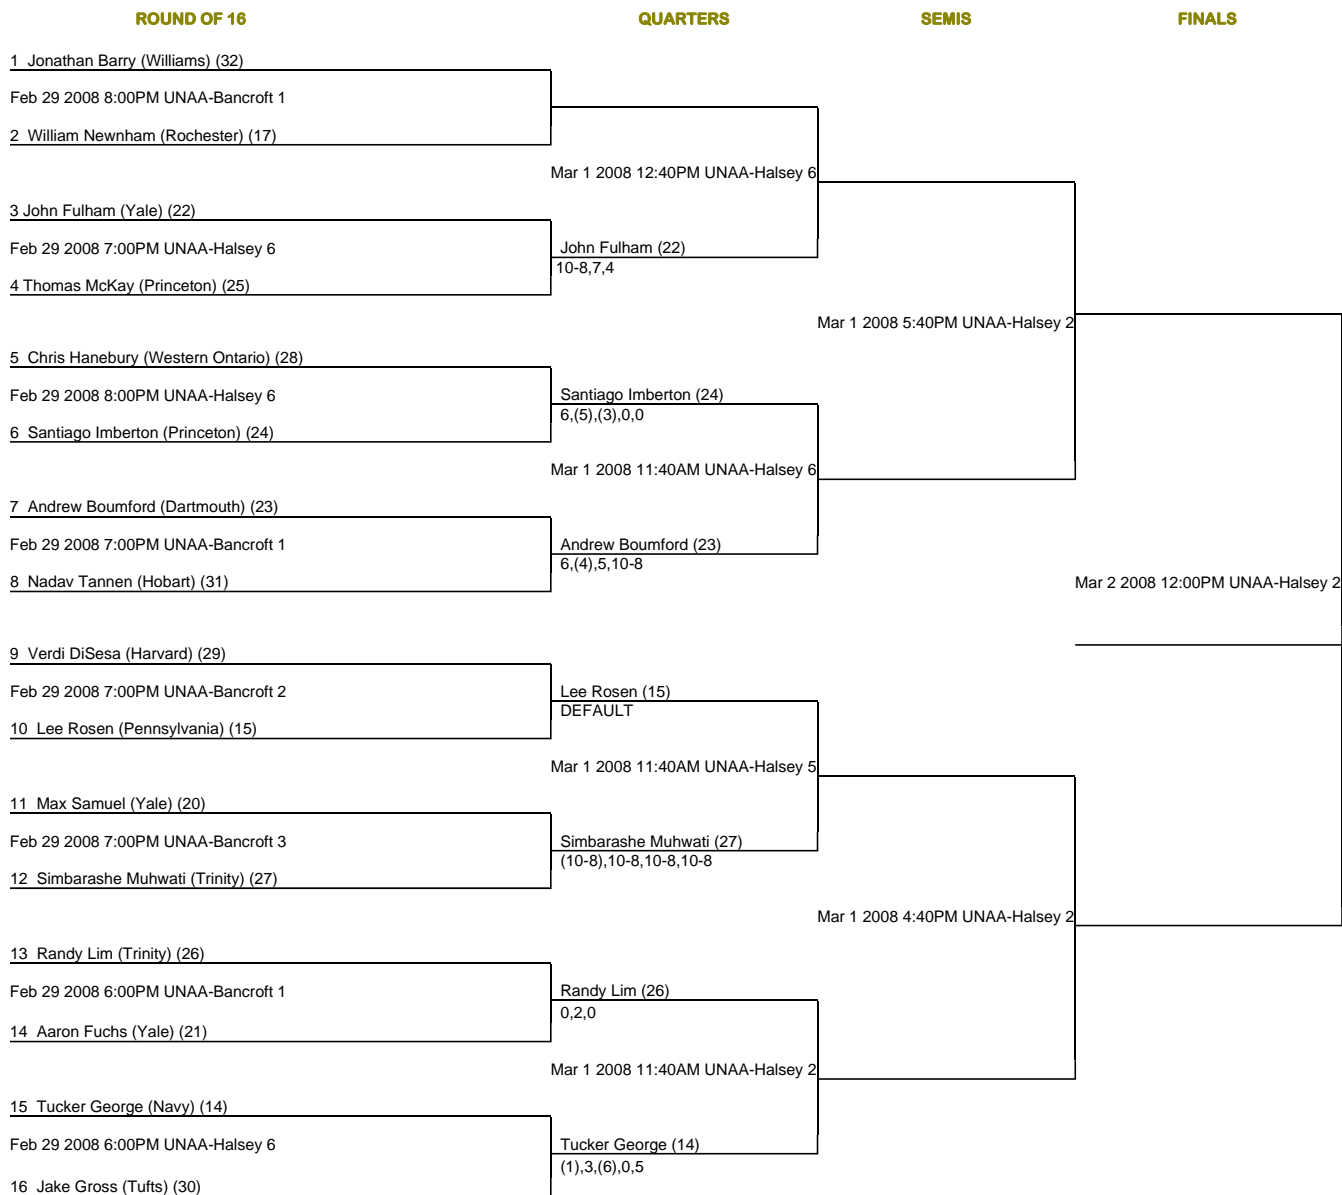 ROUND OF 16 QUARTERS SEMIS FINALS
1 Jonathan Barry (Williams) (32)
Feb 29 2008 8:00PM UNAA-Bancroft 1
2 William Newnham (Rochester) (17)
Mar 1 2008 12:40PM UNAA-Halsey 6
3 John Fulham (Yale) (22)
Feb 29 2008 7:00PM UNAA-Halsey 6
John Fulham (22)
10-8,7,4
4 Thomas McKay (Princeton) (25)
Mar 1 2008 5:40PM UNAA-Halsey 2
5 Chris Hanebury (Western Ontario) (28)
Feb 29 2008 8:00PM UNAA-Halsey 6
Santiago Imberton (24)
6,(5),(3),0,0
6 Santiago Imberton (Princeton) (24)
Mar 1 2008 11:40AM UNAA-Halsey 6
7 Andrew Boumford (Dartmouth) (23)
Feb 29 2008 7:00PM UNAA-Bancroft 1
Andrew Boumford (23)
6,(4),5,10-8
8 Nadav Tannen (Hobart) (31)
Mar 2 2008 12:00PM UNAA-Halsey 2
9 Verdi DiSesa (Harvard) (29)
Feb 29 2008 7:00PM UNAA-Bancroft 2
Lee Rosen (15)
DEFAULT
10 Lee Rosen (Pennsylvania) (15)
Mar 1 2008 11:40AM UNAA-Halsey 5
11 Max Samuel (Yale) (20)
Feb 29 2008 7:00PM UNAA-Bancroft 3
Simbarashe Muhwati (27)
(10-8),10-8,10-8,10-8
12 Simbarashe Muhwati (Trinity) (27)
Mar 1 2008 4:40PM UNAA-Halsey 2
13 Randy Lim (Trinity) (26)
Feb 29 2008 6:00PM UNAA-Bancroft 1
Randy Lim (26)
0,2,0
14 Aaron Fuchs (Yale) (21)
Mar 1 2008 11:40AM UNAA-Halsey 2
15 Tucker George (Navy) (14)
Feb 29 2008 6:00PM UNAA-Halsey 6
Tucker George (14)
(1),3,(6),0,5
16 Jake Gross (Tufts) (30)